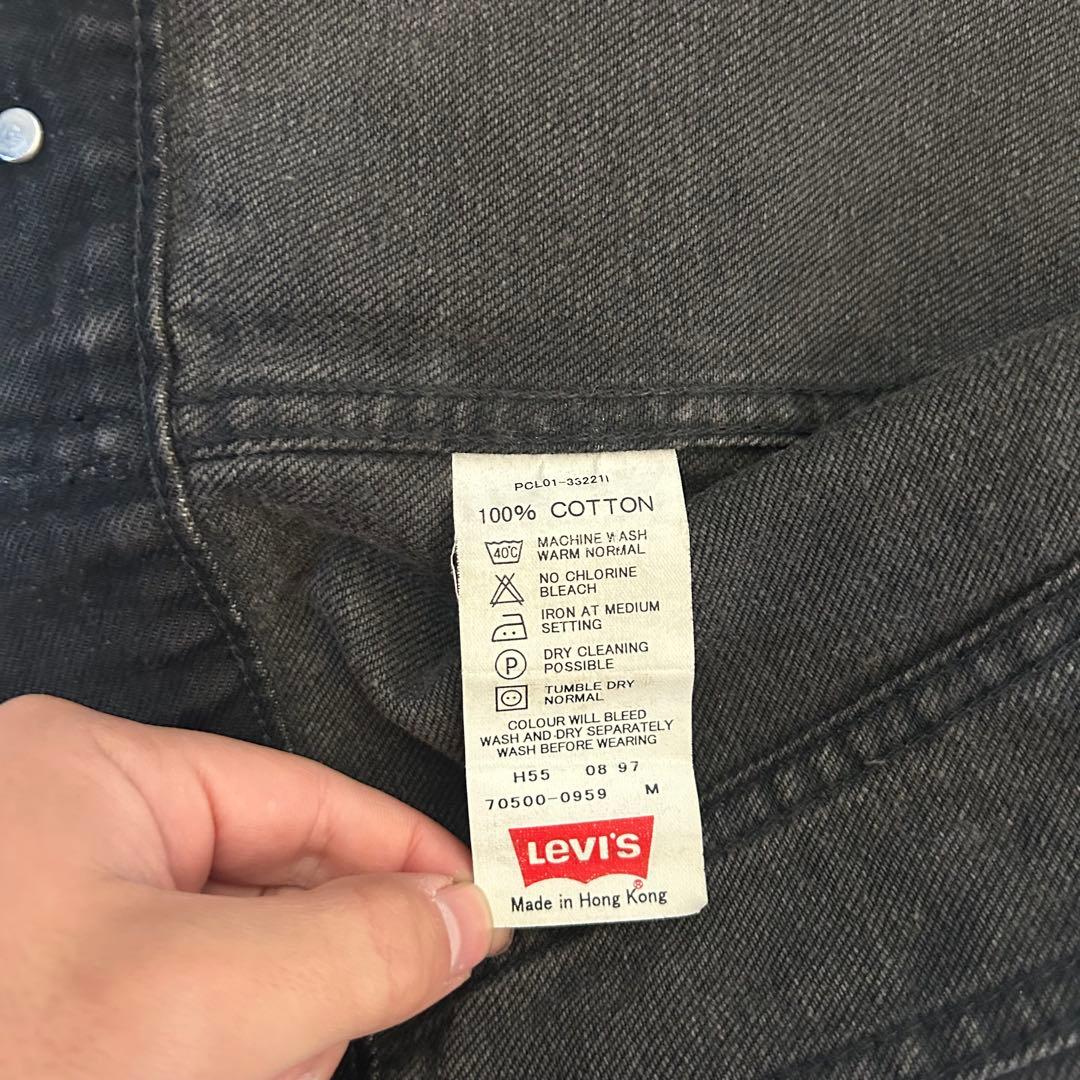 PCL01-33221
100% COTTON
40℃
MACHINE WASH
WARM NORMAL
NO CHLORINE
BLEACH
IRON AT MEDIUM
SETTING
P
DRY CLEANING
POSSIBLE
TUMBLE DRY
NORMAL
COLOUR WILL BLEED
WASH AND DRY SEPARATELY
WASH BEFORE WEARING
H55 08 97
70500-0959 M
LEVI'S
®
Made in Hong Kong